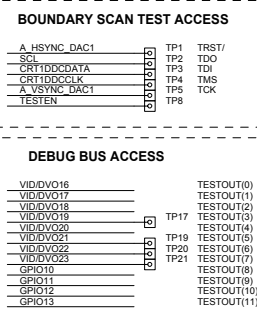 BOUNDARY SCAN TEST ACCESS
A_HSYNC_DAC1 TP1 TRST/
SCL TP2 TDO
CRT1DDCDATA TP3 TDI
CRT1DDCCLK TP4 TMS
A_VSYNC_DAC1 TP5 TCK
TESTEN TP8
DEBUG BUS ACCESS
VID/DVO16 TESTOUT(0)
VID/DVO17 TESTOUT(1)
VID/DVO18 TESTOUT(2)
VID/DVO19 TP17 TESTOUT(3)
VID/DVO20 TESTOUT(4)
VID/DVO21 TP19 TESTOUT(5)
VID/DVO22 TP20 TESTOUT(6)
VID/DVO23 TP21 TESTOUT(7)
GPIO10 TESTOUT(8)
GPIO11 TESTOUT(9)
GPIO12 TESTOUT(10)
GPIO13 TESTOUT(11)